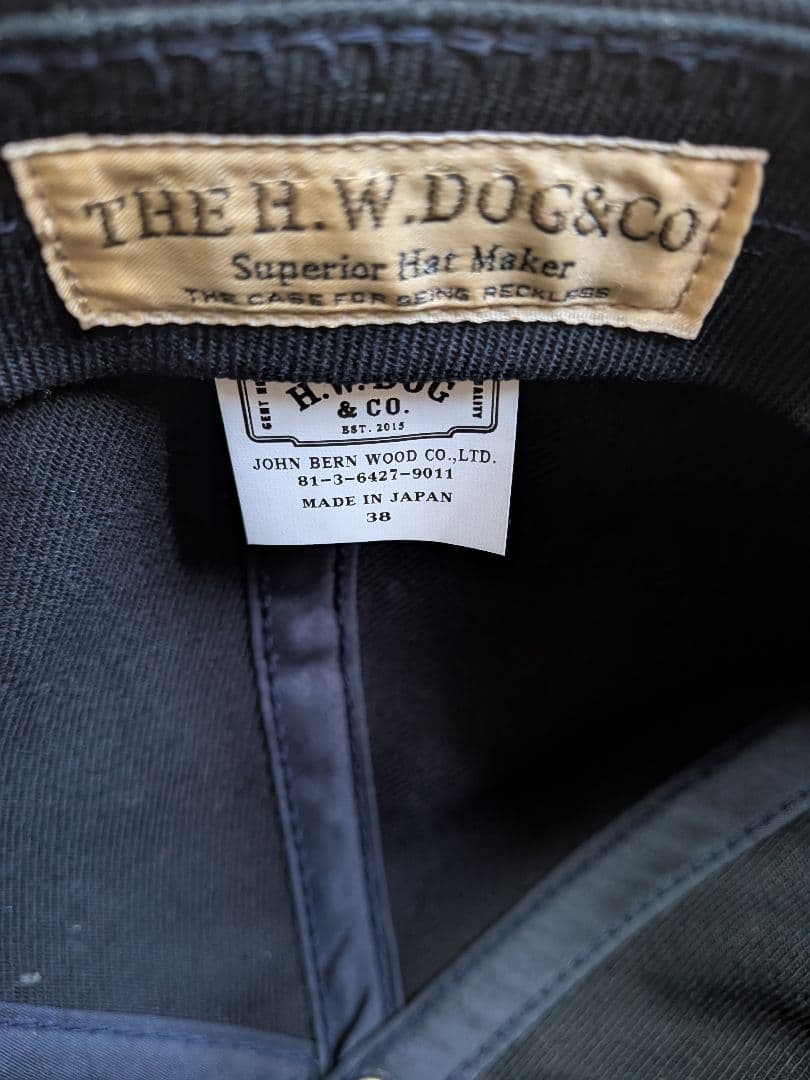 THE H.W.DOG&CO
Superior Hat Maker
THE CASE FOR BEING RECKLESS
H.W.DOG
& CO.
EST. 2015
JOHN BERN WOOD CO.,LTD.
81-3-6427-9011
MADE IN JAPAN
38